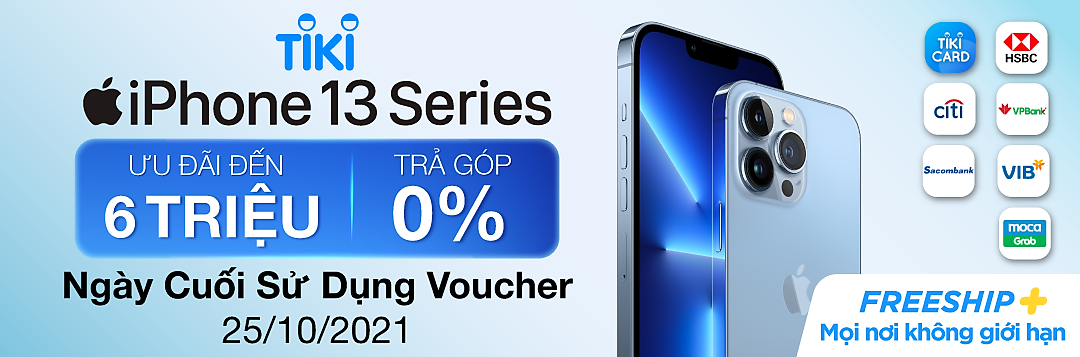 TIKI
iPhone 13 Series
ƯU ĐÃI ĐẾN
6 TRIỆU
TRẢ GÓP
0%
Ngày Cuối Sử Dụng Voucher
25/10/2021
TIKI
CARD
HSBC
citi
VPBank
Sacombank
VIB
moca
Grab
FREESHIP+
Mọi nơi không giới hạn